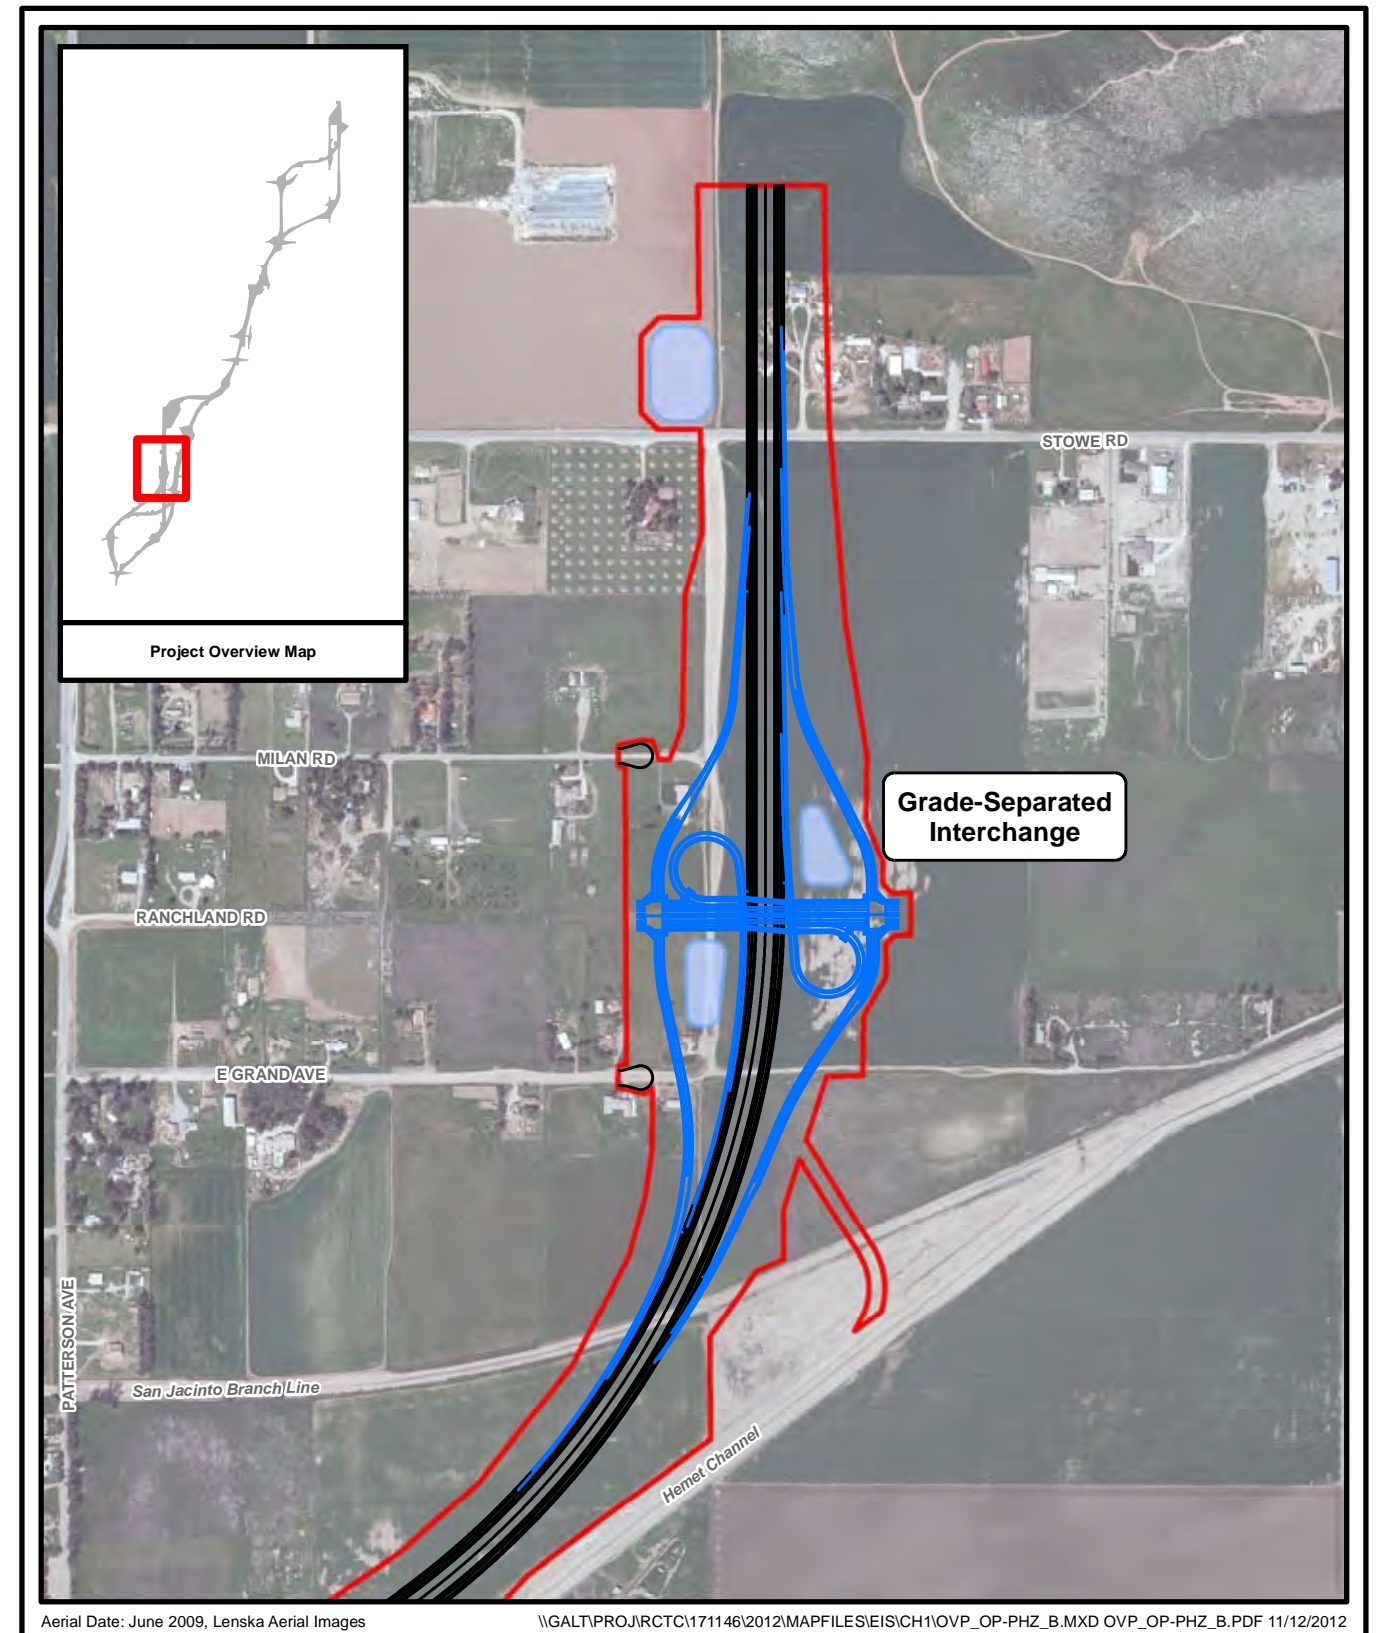 Project Overview Map
STOWE RD
MILAN RD
Grade-Separated
Interchange
RANCHLAND RD
E GRAND AVE
PATTERSON AVE
San Jacinto Branch Line
Hemet Channel
Aerial Date: June 2009, Lenska Aerial Images
\\GALT\PROJ\RCTC\171146\2012\MAPFILES\EIS\CH1\OVP_OP-PHZ_B.MXD OVP_OP-PHZ_B.PDF 11/12/2012